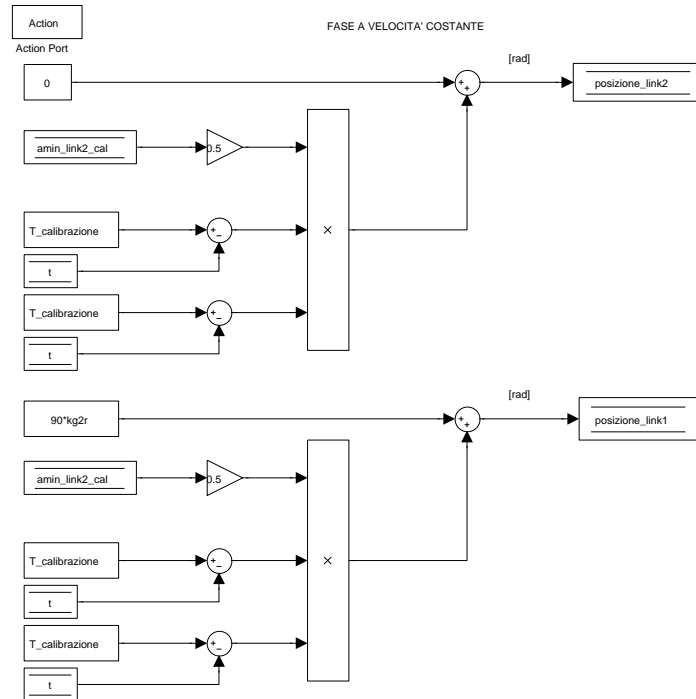 Action
Action Port
FASE A VELOCITA' COSTANTE
[rad]
0
+
+
posizione_link2
amin_link2_cal
0.5
T_calibrazione
+
−
×
t
T_calibrazione
+
−
t
[rad]
90*kg2r
+
+
posizione_link1
amin_link2_cal
0.5
T_calibrazione
+
−
×
t
T_calibrazione
+
−
t